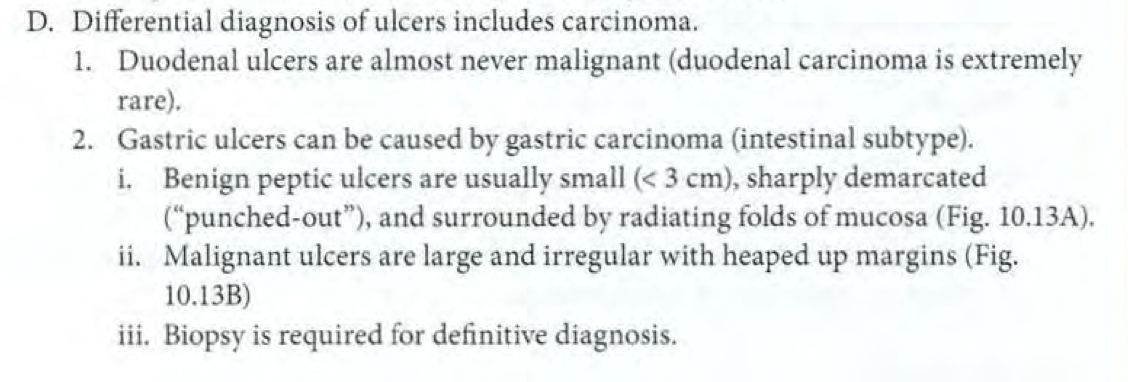 D. Differential diagnosis of ulcers includes carcinoma.
1. Duodenal ulcers are almost never malignant (duodenal carcinoma is extremely
rare).
2. Gastric ulcers can be caused by gastric carcinoma (intestinal subtype).
i. Benign peptic ulcers are usually small (< 3 cm), sharply demarcated
("punched-out"), and surrounded by radiating folds of mucosa (Fig. 10.13A).
ii. Malignant ulcers are large and irregular with heaped up margins (Fig.
10.13B)
iii. Biopsy is required for definitive diagnosis.